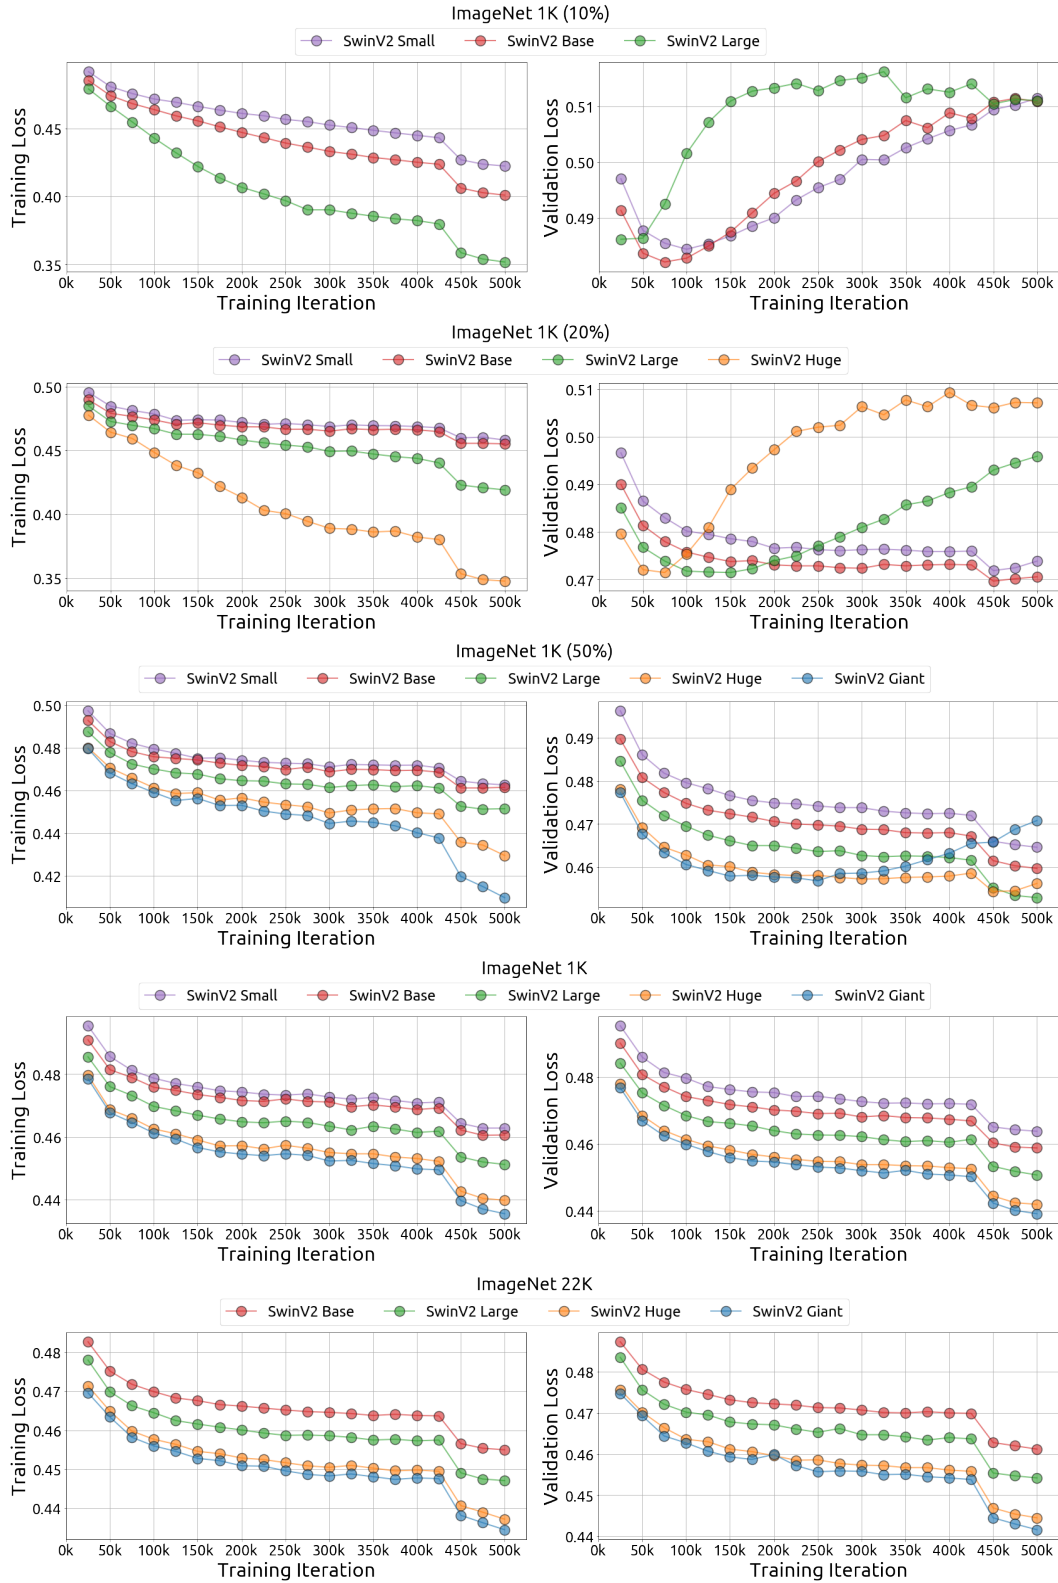 ImageNet 1K (10%)
SwinV2 Small SwinV2 Base SwinV2 Large
Training Loss
0.45
0.40
0.35
0k 50k 100k 150k 200k 250k 300k 350k 400k 450k 500k
Training Iteration
Validation Loss
0.51
0.50
0.49
0k 50k 100k 150k 200k 250k 300k 350k 400k 450k 500k
Training Iteration
ImageNet 1K (20%)
SwinV2 Small SwinV2 Base SwinV2 Large SwinV2 Huge
Training Loss
0.50
0.45
0.40
0.35
0k 50k 100k 150k 200k 250k 300k 350k 400k 450k 500k
Training Iteration
Validation Loss
0.51
0.50
0.49
0.48
0.47
0k 50k 100k 150k 200k 250k 300k 350k 400k 450k 500k
Training Iteration
ImageNet 1K (50%)
SwinV2 Small SwinV2 Base SwinV2 Large SwinV2 Huge SwinV2 Giant
Training Loss
0.50
0.48
0.46
0.44
0.42
0k 50k 100k 150k 200k 250k 300k 350k 400k 450k 500k
Training Iteration
Validation Loss
0.49
0.48
0.47
0.46
0k 50k 100k 150k 200k 250k 300k 350k 400k 450k 500k
Training Iteration
ImageNet 1K
SwinV2 Small SwinV2 Base SwinV2 Large SwinV2 Huge SwinV2 Giant
Training Loss
0.48
0.46
0.44
0k 50k 100k 150k 200k 250k 300k 350k 400k 450k 500k
Training Iteration
Validation Loss
0.48
0.46
0.44
0k 50k 100k 150k 200k 250k 300k 350k 400k 450k 500k
Training Iteration
ImageNet 22K
SwinV2 Base SwinV2 Large SwinV2 Huge SwinV2 Giant
Training Loss
0.48
0.47
0.46
0.45
0.44
0k 50k 100k 150k 200k 250k 300k 350k 400k 450k 500k
Training Iteration
Validation Loss
0.48
0.47
0.46
0.45
0.44
0k 50k 100k 150k 200k 250k 300k 350k 400k 450k 500k
Training Iteration